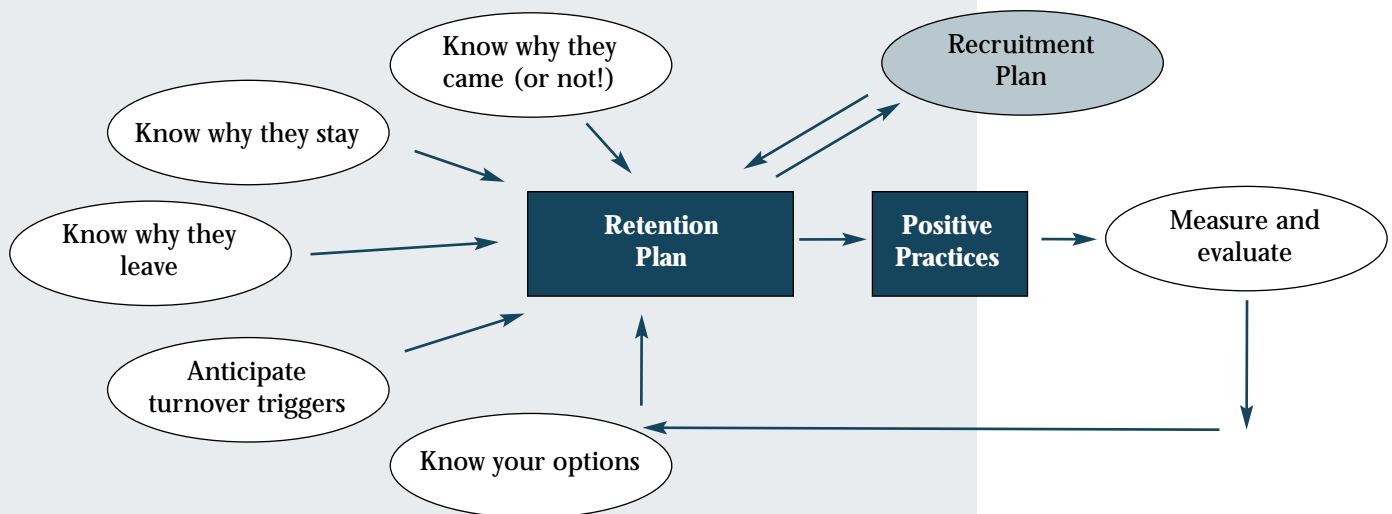 Know why they
came (or not!)
Recruitment
Plan
Know why they stay
Know why they
leave
Retention
Plan
Positive
Practices
Measure and
evaluate
Anticipate
turnover triggers
Know your options